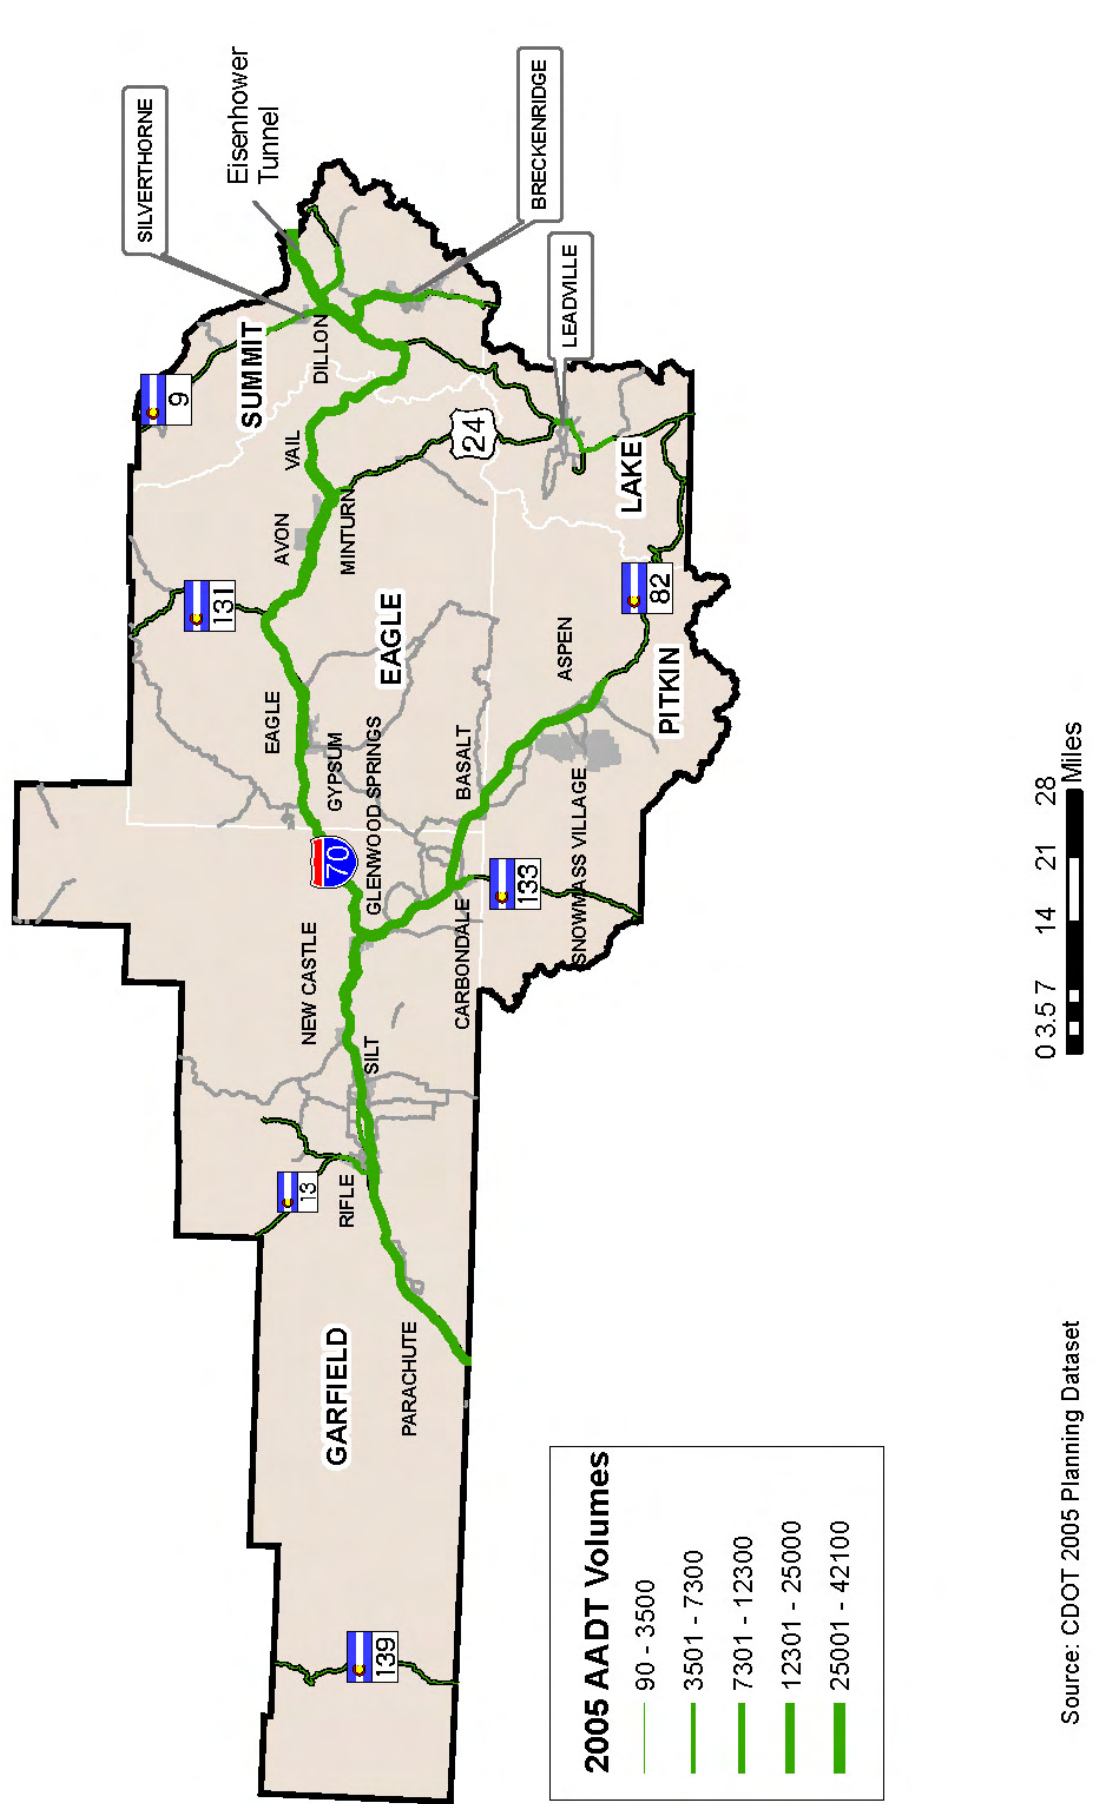 Eisenhower
Tunnel
SILVERTHORNE
BRECKENRIDGE
LEADVILLE
9
SUMMIT
DILLON
VAIL
24
AVON
MINTURN
LAKE
131
EAGLE
82
ASPEN
PITKIN
EAGLE
GYPSUM
GLENWOOD SPRINGS
BASALT
70
SNOWMASS VILLAGE
133
NEW CASTLE
CARBONDALE
SILT
13
RIFLE
GARFIELD
PARACHUTE
139
2005 AADT Volumes
90 - 3500
3501 - 7300
7301 - 12300
12301 - 25000
25001 - 42100
0 3.5 7 14 21 28
Miles
Source: CDOT 2005 Planning Dataset